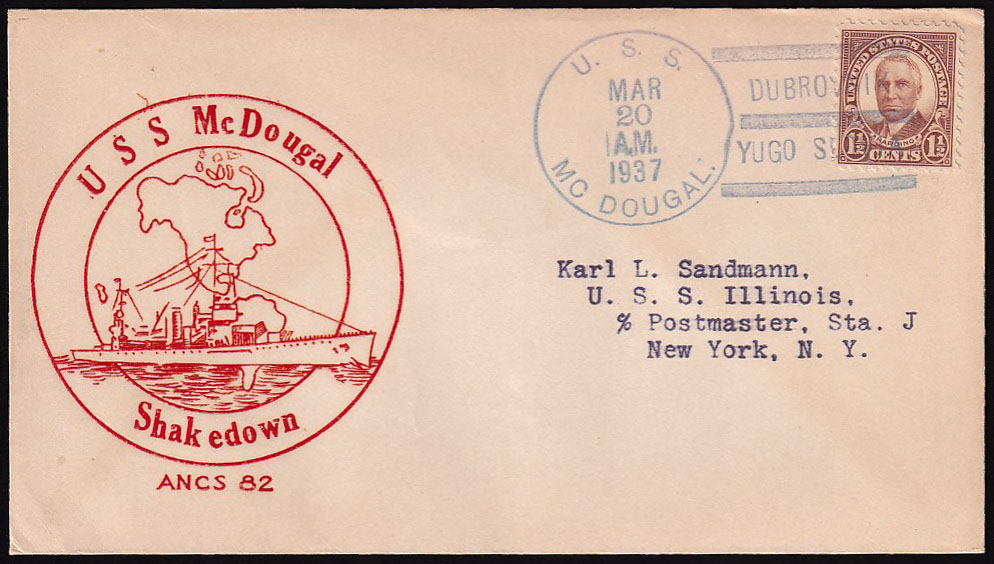 USS McDougal
Shakedown
ANCS 82
U. S. S.
MAR
20
A.M.
1937
MC DOUGAL.
YUGO
UNITED STATES POSTAGE
HARDING
1½ CENTS 1½
Karl L. Sandmann,
U. S. S. Illinois,
% Postmaster, Sta. J
New York, N. Y.